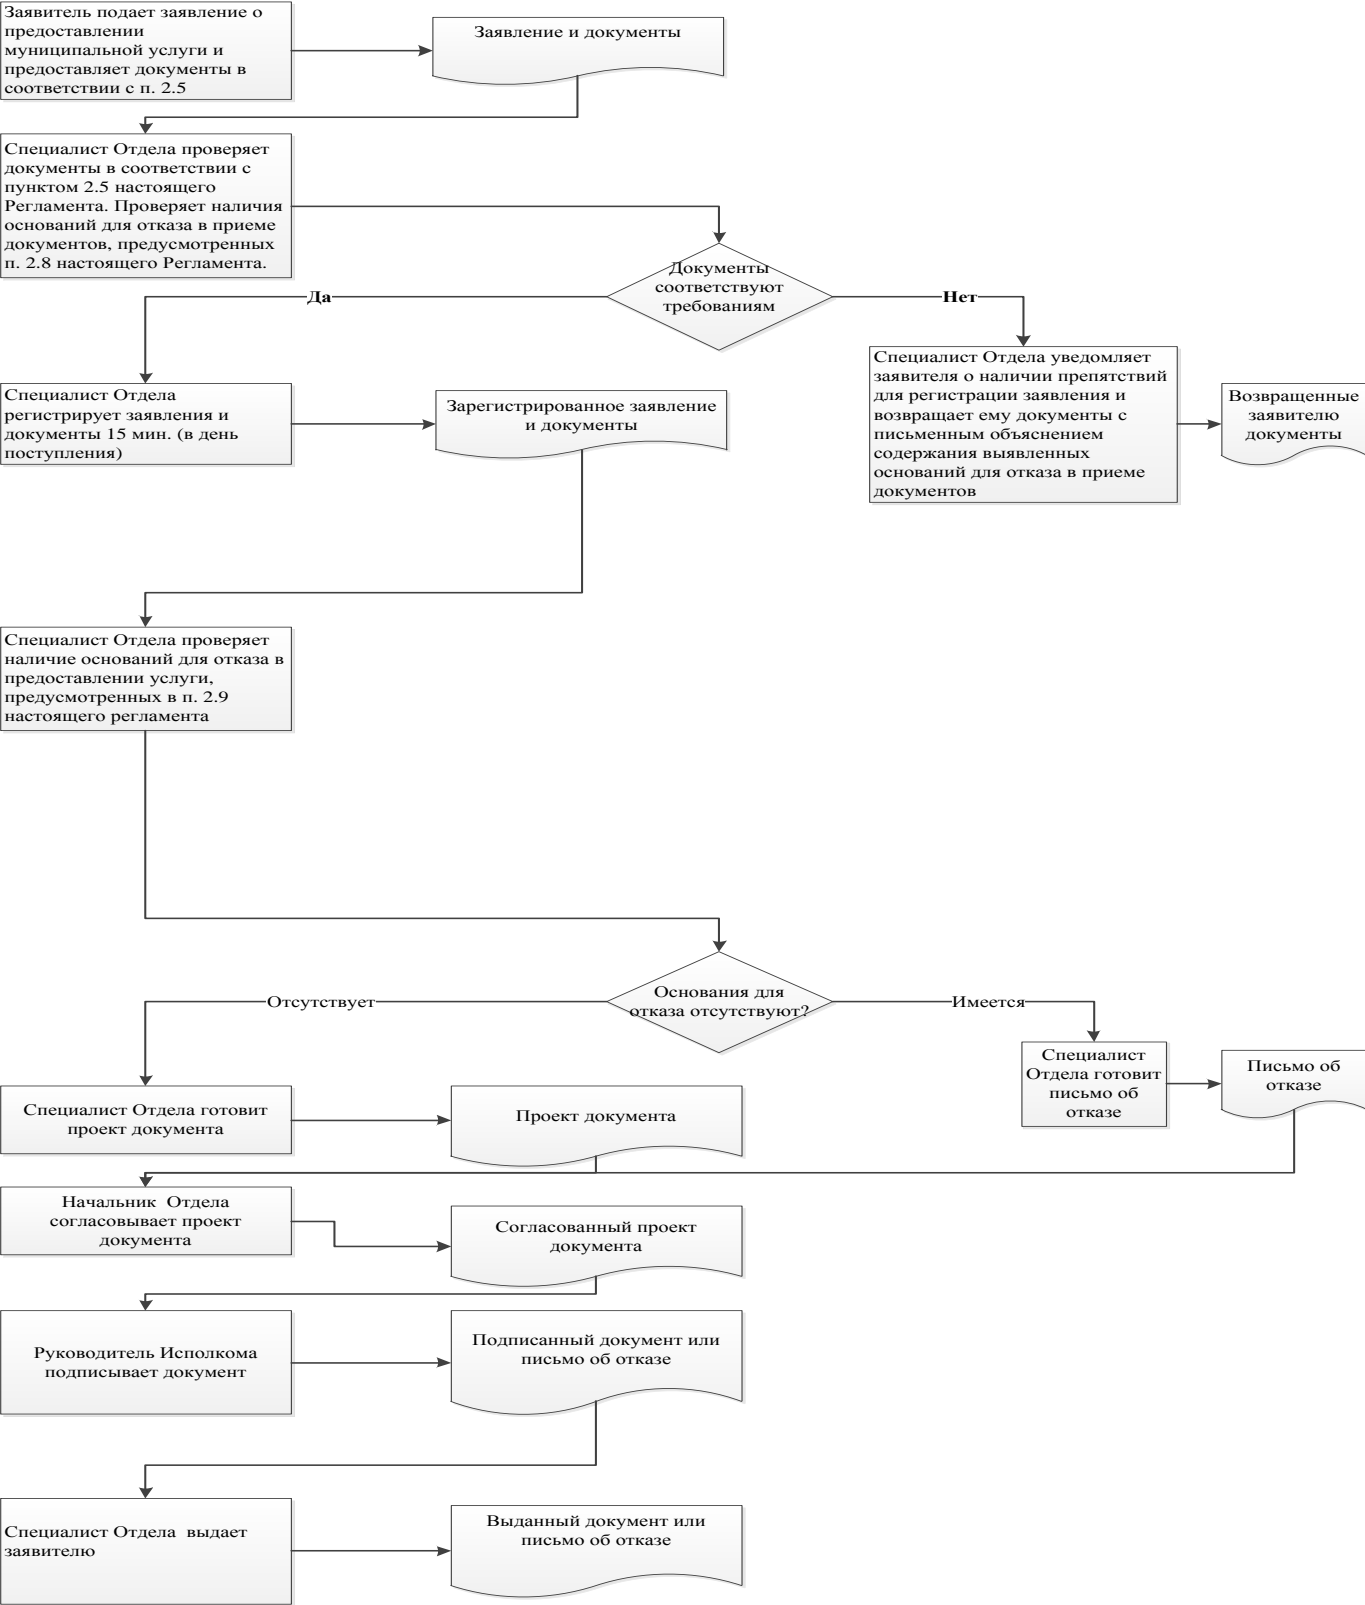 Заявитель подает заявление о
предоставлении
муниципальной услуги и
предоставляет документы в
соответствии с п. 2.5
Заявление и документы
Специалист Отдела проверяет
документы в соответствии с
пунктом 2.5 настоящего
Регламента. Проверяет наличия
оснований для отказа в приеме
документов, предусмотренных
п. 2.8 настоящего Регламента.
Документы
соответствуют
требованиям
Да
Нет
Специалист Отдела
регистрирует заявления и
документы 15 мин. (в день
поступления)
Зарегистрированное заявление
и документы
Специалист Отдела уведомляет
заявителя о наличии препятствий
для регистрации заявления и
возвращает ему документы с
письменным объяснением
содержания выявленных
оснований для отказа в приеме
документов
Возвращенные
заявителю
документы
Специалист Отдела проверяет
наличие оснований для отказа в
предоставлении услуги,
предусмотренных в п. 2.9
настоящего регламента
Основания для
отказа отсутствуют?
Отсутствует
Имеется
Специалист
Отдела готовит
письмо об
отказе
Письмо об
отказе
Специалист Отдела готовит
проект документа
Проект документа
Начальник  Отдела
согласовывает проект
документа
Согласованный проект
документа
Руководитель Исполкома
подписывает документ
Подписанный документ или
письмо об отказе
Специалист Отдела  выдает
заявителю
Выданный документ или
письмо об отказе